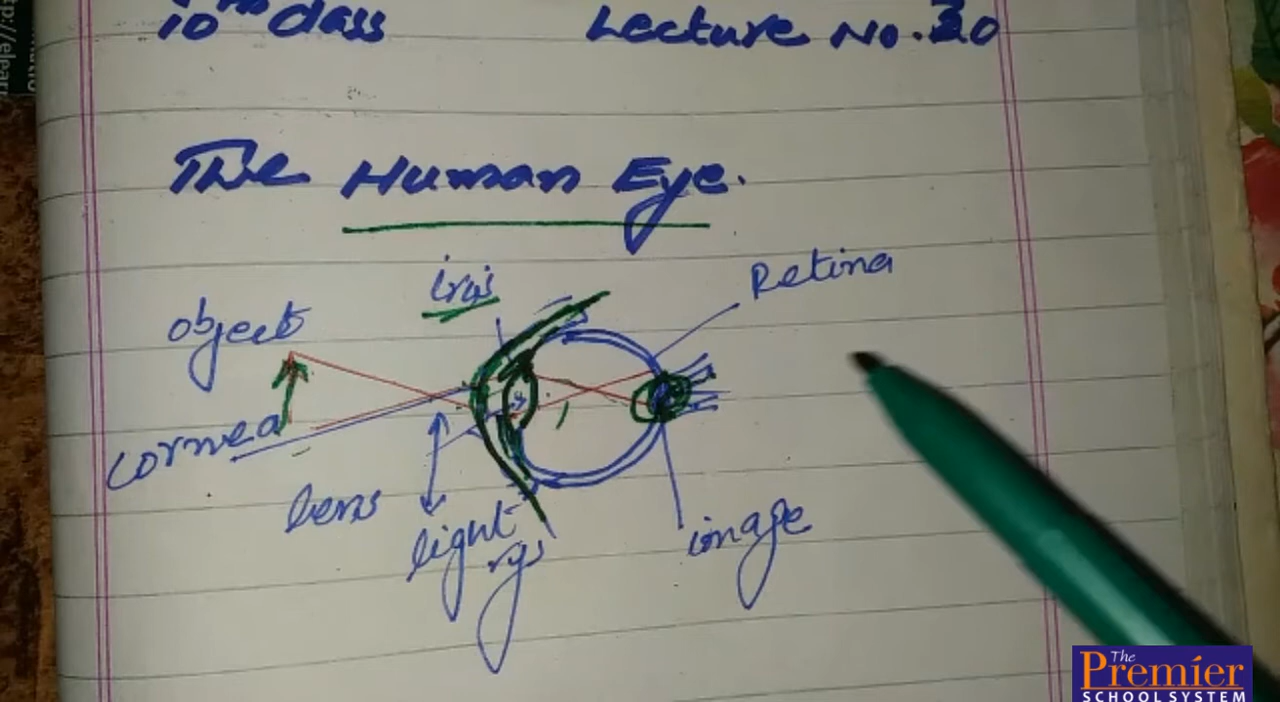 10th class Lecture No. 30
The Human Eye.
iris
Retina
object
cornea
lens
light
rys
image
The
Premier
SCHOOL SYSTEM